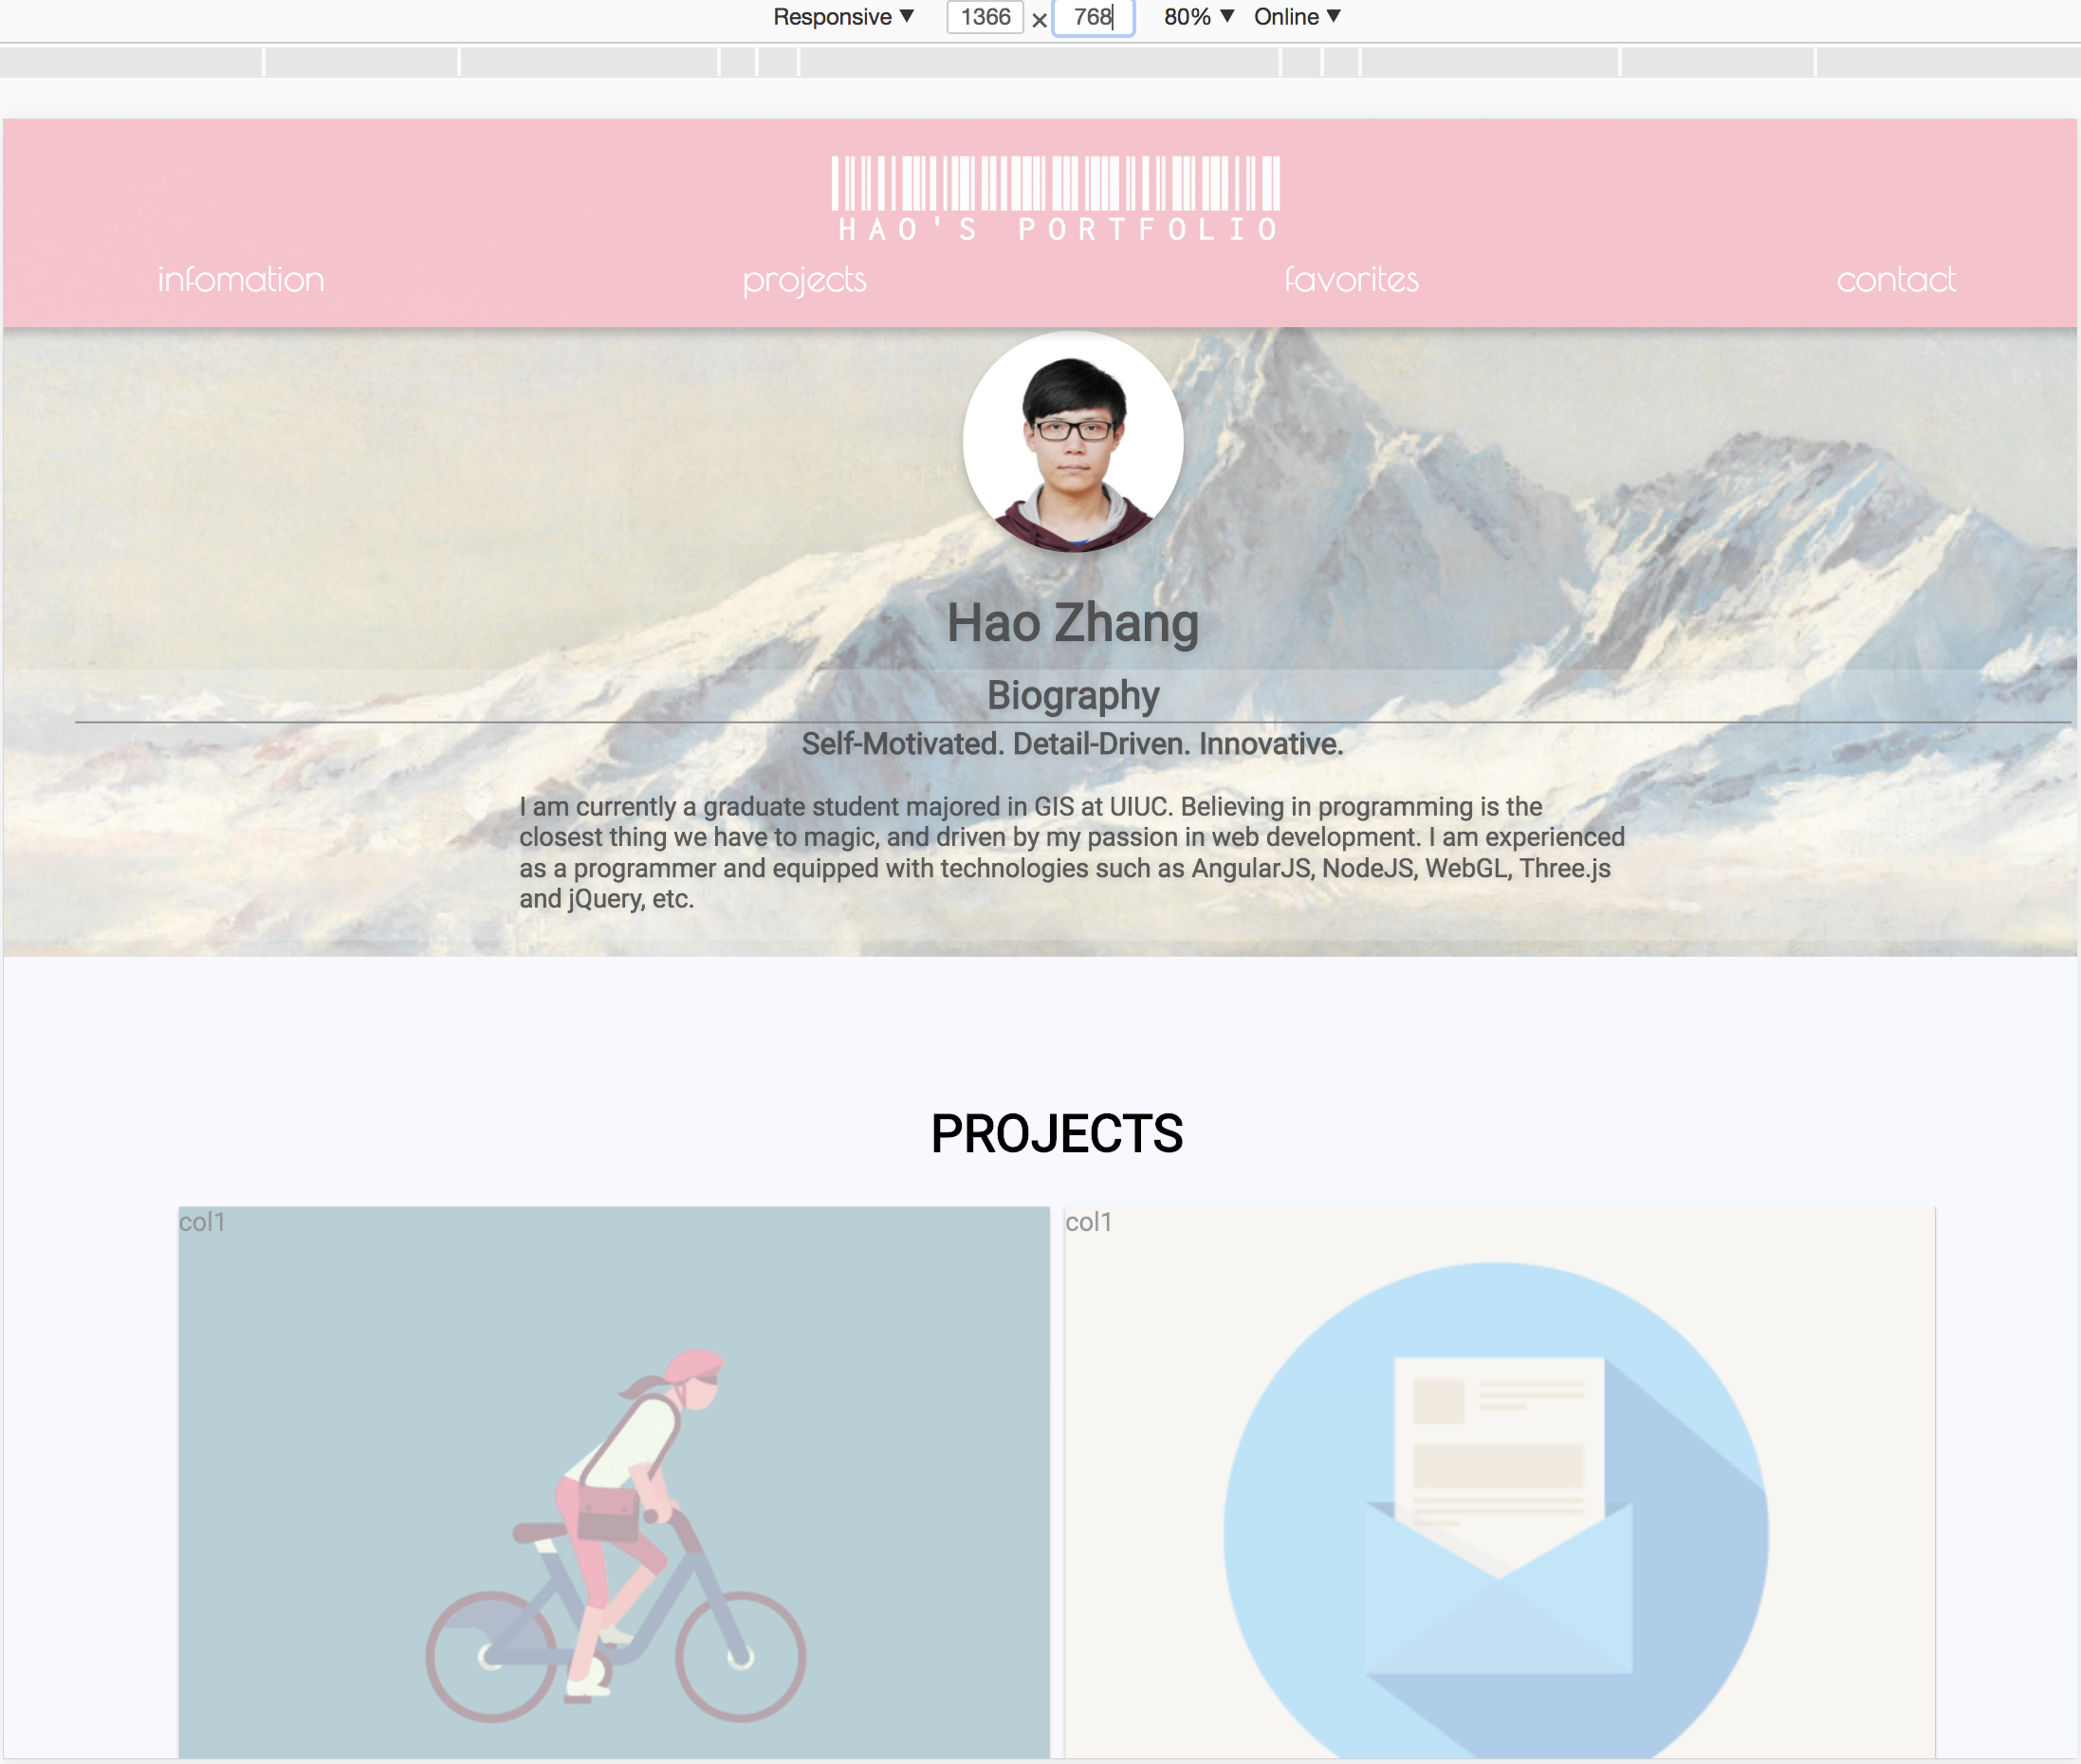 Responsive ▼ 1366 × 768 80% ▼ Online ▼
HAO'S PORTFOLIO
infomation projects favorites contact
Hao Zhang
Biography
Self-Motivated. Detail-Driven. Innovative.
I am currently a graduate student majored in GIS at UIUC. Believing in programming is the
closest thing we have to magic, and driven by my passion in web development. I am experienced
as a programmer and equipped with technologies such as AngularJS, NodeJS, WebGL, Three.js
and jQuery, etc.
PROJECTS
col1 col1